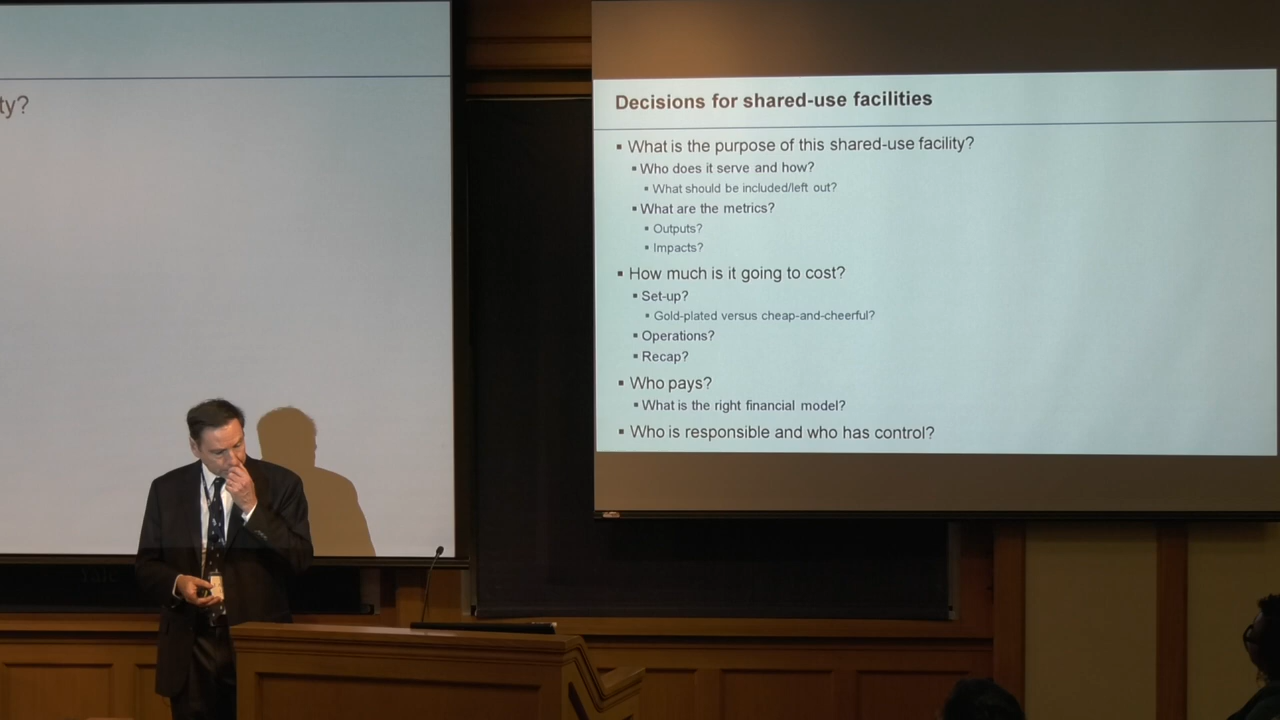 ty?
Decisions for shared-use facilities
▪ What is the purpose of this shared-use facility?
▪ Who does it serve and how?
▪ What should be included/left out?
▪ What are the metrics?
▪ Outputs?
▪ Impacts?
▪ How much is it going to cost?
▪ Set-up?
▪ Gold-plated versus cheap-and-cheerful?
▪ Operations?
▪ Recap?
▪ Who pays?
▪ What is the right financial model?
▪ Who is responsible and who has control?